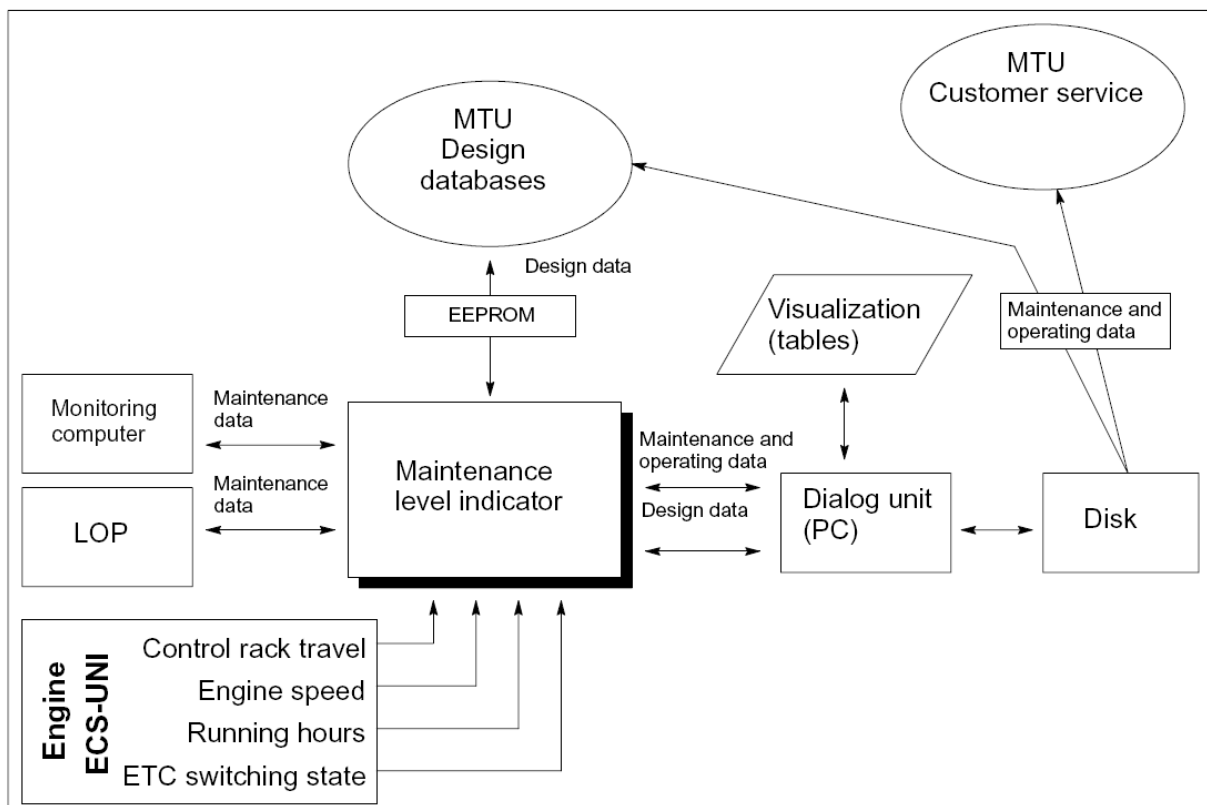 MTU
Customer service
MTU
Design
databases
Design data
EEPROM
Visualization
(tables)
Maintenance and
operating data
Monitoring
computer
Maintenance
data
LOP
Maintenance
data
Maintenance
level indicator
Maintenance and
operating data
Design data
Dialog unit
(PC)
Disk
Engine
ECS-UNI
Control rack travel
Engine speed
Running hours
ETC switching state